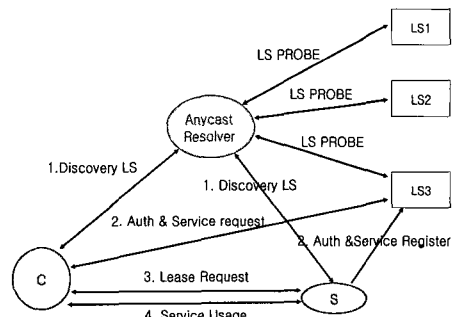 LS1
LS PROBE
LS PROBE
LS2
Anycast
Resolver
LS PROBE
1.Discovery LS
1. Discovery LS
LS3
2. Auth & Service request
2. Auth &Service Register
3. Lease Request
C
S
4. Service Usage